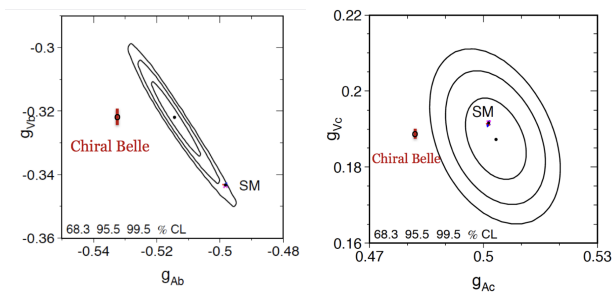 -0.3
-0.32
-0.34
-0.36
g_Vb
Chiral Belle
SM
68.3 95.5 99.5 % CL
-0.54
-0.52
-0.5
-0.48
g_Ab
0.22
0.2
0.18
0.16
g_Vc
SM
Chiral Belle
68.3 95.5 99.5 % CL
0.47
0.5
0.53
g_Ac